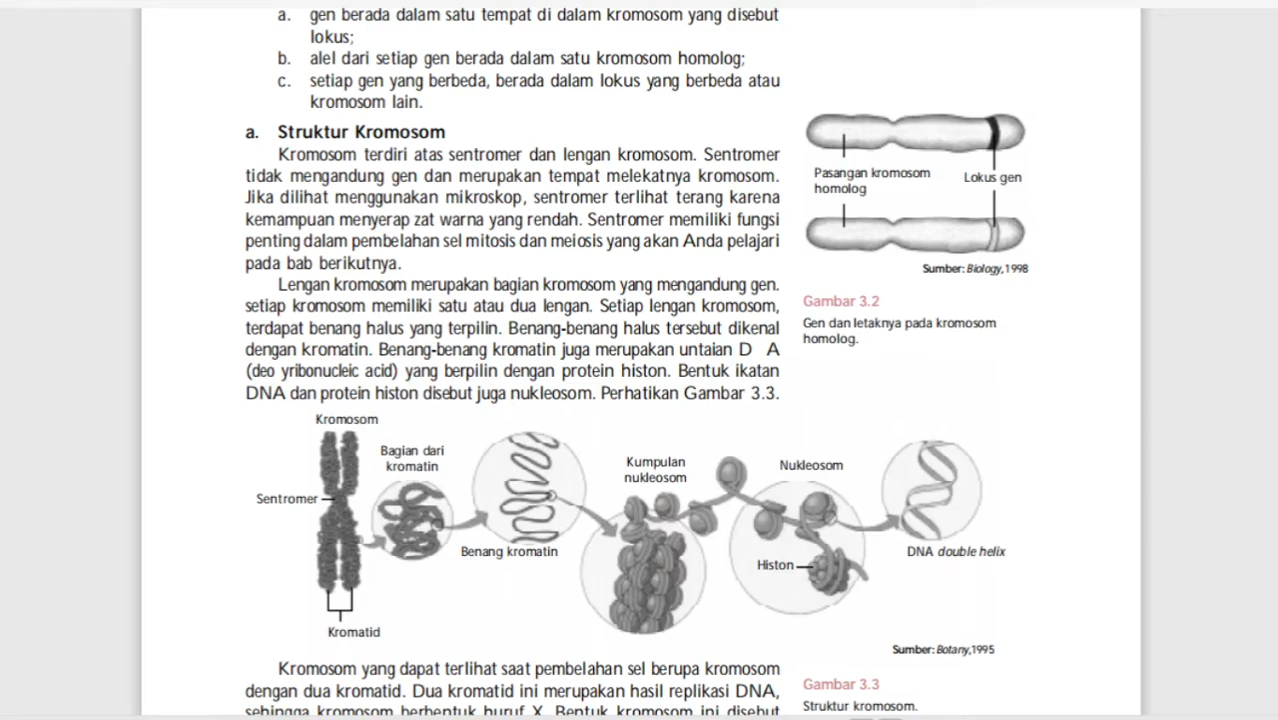 a. gen berada dalam satu tempat di dalam kromosom yang disebut
lokus;
b. alel dari setiap gen berada dalam satu kromosom homolog;
c. setiap gen yang berbeda, berada dalam lokus yang berbeda atau
kromosom lain.
a. Struktur Kromosom
Kromosom terdiri atas sentromer dan lengan kromosom. Sentromer
tidak mengandung gen dan merupakan tempat melekatnya kromosom.
Jika dilihat menggunakan mikroskop, sentromer terlihat terang karena
kemampuan menyerap zat warna yang rendah. Sentromer memiliki fungsi
penting dalam pembelahan sel mitosis dan meiosis yang akan Anda pelajari
pada bab berikutnya.
Lengan kromosom merupakan bagian kromosom yang mengandung gen.
setiap kromosom memiliki satu atau dua lengan. Setiap lengan kromosom,
terdapat benang halus yang terpilin. Benang-benang halus tersebut dikenal
dengan kromatin. Benang-benang kromatin juga merupakan untaian D A
(deo yribonucleic acid) yang berpilin dengan protein histon. Bentuk ikatan
DNA dan protein histon disebut juga nukleosom. Perhatikan Gambar 3.3.
Pasangan kromosom
homolog
Lokus gen
Sumber: Biology, 1998
Gambar 3.2
Gen dan letaknya pada kromosom
homolog.
Kromosom
Sentromer
Kromatid
Bagian dari
kromatin
Benang kromatin
Kumpulan
nukleosom
Nukleosom
Histon
DNA double helix
Sumber: Botany, 1995
Gambar 3.3
Struktur kromosom.
Kromosom yang dapat terlihat saat pembelahan sel berupa kromosom
dengan dua kromatid. Dua kromatid ini merupakan hasil replikasi DNA,
sehingga kromosom berbentuk huruf X. Bentuk kromosom ini disebut